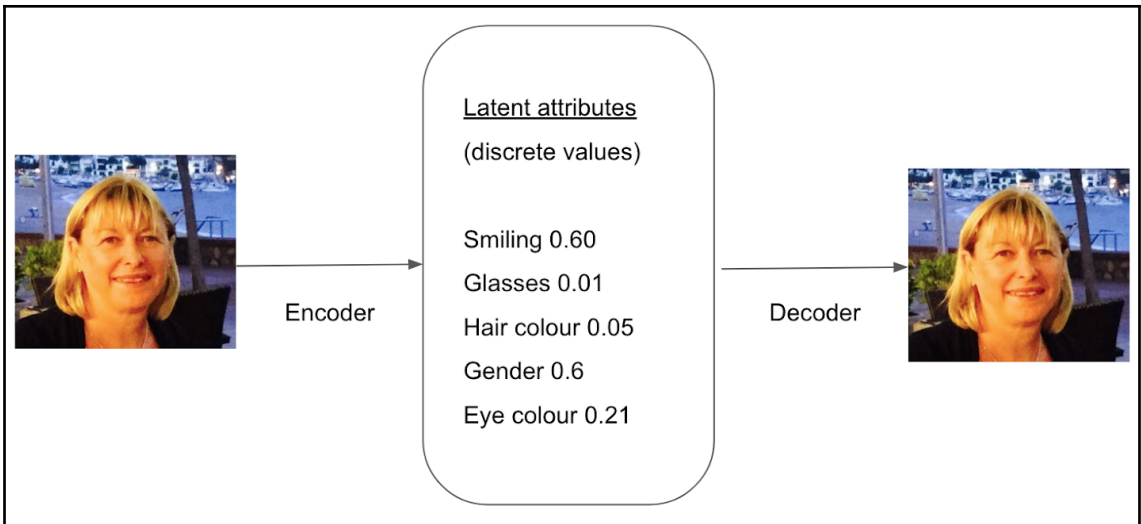 Latent attributes
(discrete values)
Smiling 0.60
Glasses 0.01
Hair colour 0.05
Gender 0.6
Eye colour 0.21
Encoder
Decoder